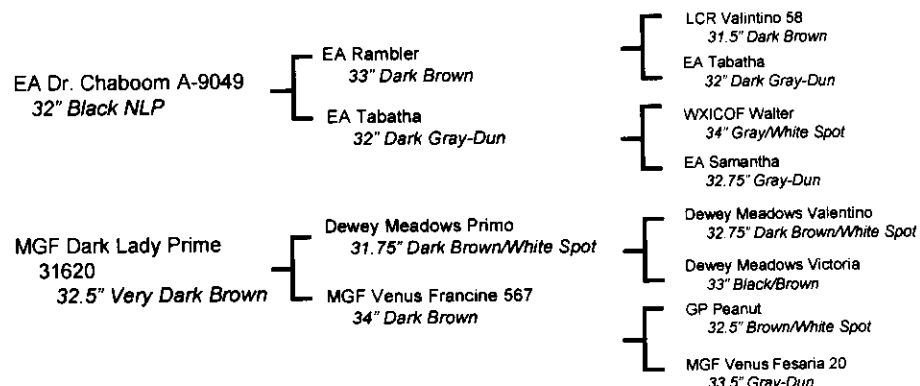 EA Dr. Chaboom A-9049
32" Black NLP
EA Rambler
33" Dark Brown
EA Tabatha
32" Dark Gray-Dun
LCR Valintino 58
31.5" Dark Brown
EA Tabatha
32" Dark Gray-Dun
WXICOF Walter
34" Gray/White Spot
EA Samantha
32.75" Gray-Dun
MGF Dark Lady Prime
31620
32.5" Very Dark Brown
Dewey Meadows Primo
31.75" Dark Brown/White Spot
MGF Venus Francine 567
34" Dark Brown
Dewey Meadows Valentino
32.75" Dark Brown/White Spot
Dewey Meadows Victoria
33" Black/Brown
GP Peanut
32.5" Brown/White Spot
MGF Venus Fesaria 20
33.5" Gray-Dun